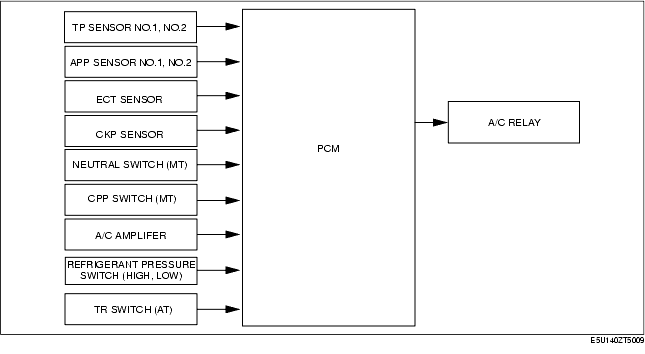 TP SENSOR NO.1, NO.2
APP SENSOR NO.1, NO.2
ECT SENSOR
CKP SENSOR
NEUTRAL SWITCH (MT)
CPP SWITCH (MT)
A/C AMPLIFER
REFRIGERANT PRESSURE
SWITCH (HIGH, LOW)
TR SWITCH (AT)
PCM
A/C RELAY
E5U140ZT5009